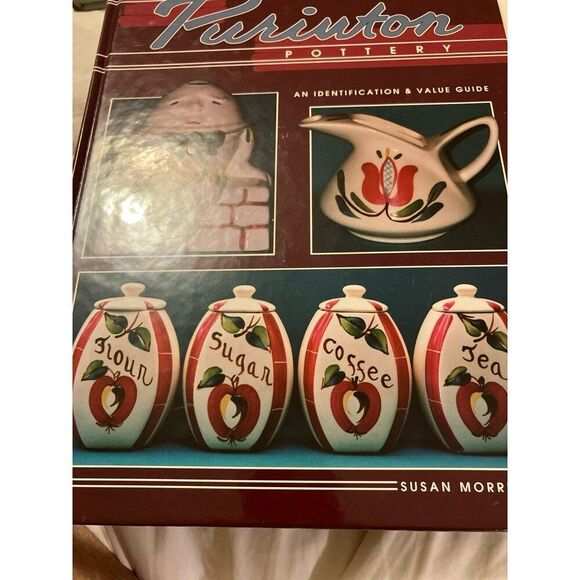 Purinton
POTTERY
AN IDENTIFICATION & VALUE GUIDE
Flour Sugar Coffee Tea
SUSAN MORR